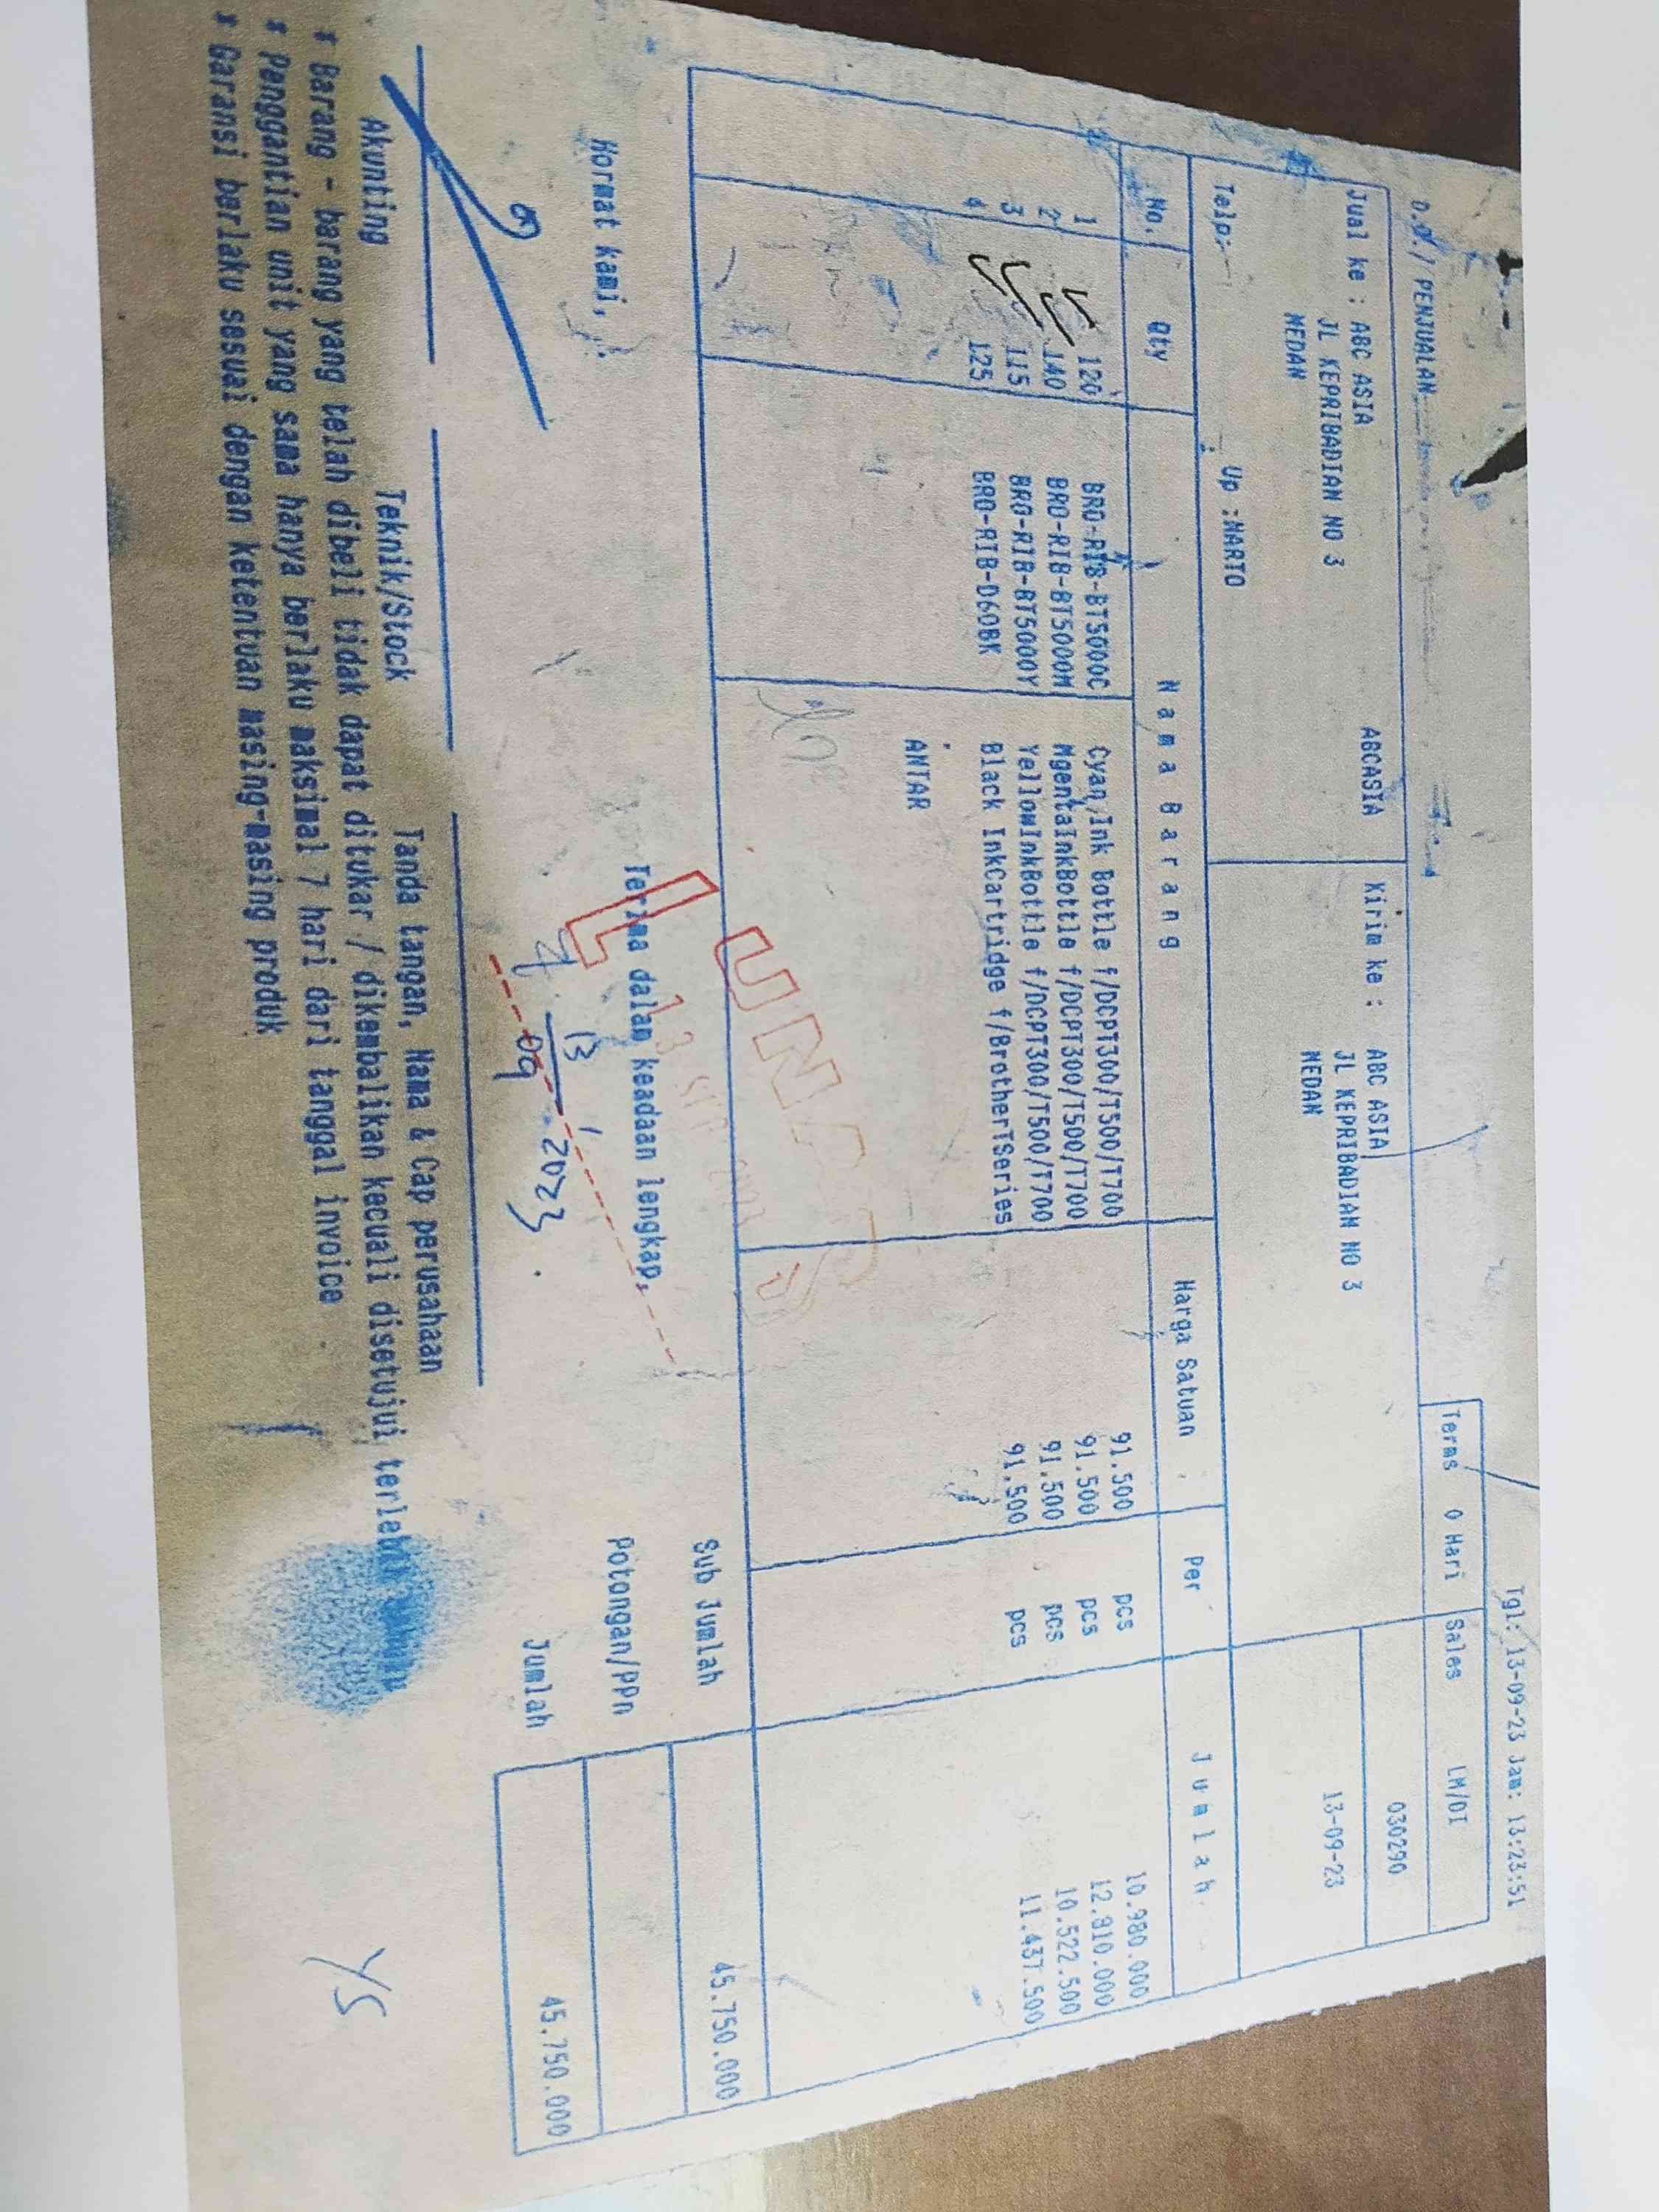 Tgl: 13-09-23 Jam: 13:23:51
/ PENJUALAN
Terms 0 Hari Sales LM/DI
Jual ke : ABC ASIA ABCASIA
JL KEPRIBADIAN NO 3
MEDAN
Kirim ke : ABC ASIA
JL KEPRIBADIAN NO 3
MEDAN
030290
13-09-23
Telp:- Up :MARTO
No. Qty Nama Barang Harga Satuan Per Jumlah
1 120 BRO-RIB-BT5000C Cyan Ink Bottle f/DCPT300/T500/T700 91.500 pcs 10.980.000
2 140 BRO-RIB-BT5000M MgentaInkBottle f/DCPT300/T500/T700 91.500 pcs 12.810.000
3 115 BRO-RIB-BT5000Y YellowInkBottle f/DCPT300/T500/T700 91.500 pcs 10.522.500
4 125 BRO-RIB-D60BK Black InkCartridge f/BrotherTSeries 91.500 pcs 11.437.500
ANTAR
LUNAS
Sub Jumlah 45.750.000
Hormat kami, Terima dalam keadaan lengkap,
Potongan/PPn
13/09 2023
Jumlah 45.750.000
Akunting Teknik/Stock Tanda tangan, Nama & Cap perusahaan
* Barang - barang yang telah dibeli tidak dapat ditukar / dikembalikan kecuali disetujui terlebih
* Penggantian unit yang sama hanya berlaku maksimal 7 hari dari tanggal invoice
* Garansi berlaku sesuai dengan ketentuan masing-masing produk